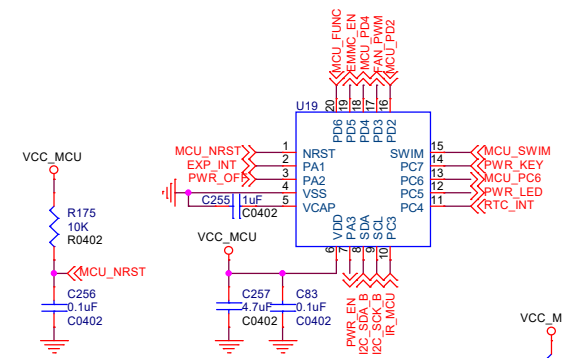 MCU_FUNC
EMMC_EN
MCU_PD4
FAN_PWM
MCU_PD2
20
19
18
17
16
U19
PD6
PD5
PD4
PD3
PD2
MCU_NRST 1 NRST SWIM 15 MCU_SWIM
EXP_INT 2 PA1 PC7 14 PWR_KEY
PWR_OFF 3 PA2 PC6 13 MCU_PC6
4 VSS PC5 12 PWR_LED
C255 1uF 5 VCAP PC4 11 RTC_INT
C0402
VDD
PA3
SDA
SCL
PC3
6
7
8
9
10
PWR_EN
I2C_SDA_B
I2C_SCK_B
IR_MCU
VCC_MCU
R175
10K
R0402
MCU_NRST
C256
0.1uF
C0402
VCC_MCU
C257
4.7uF
C0402
C83
0.1uF
C0402
VCC_M